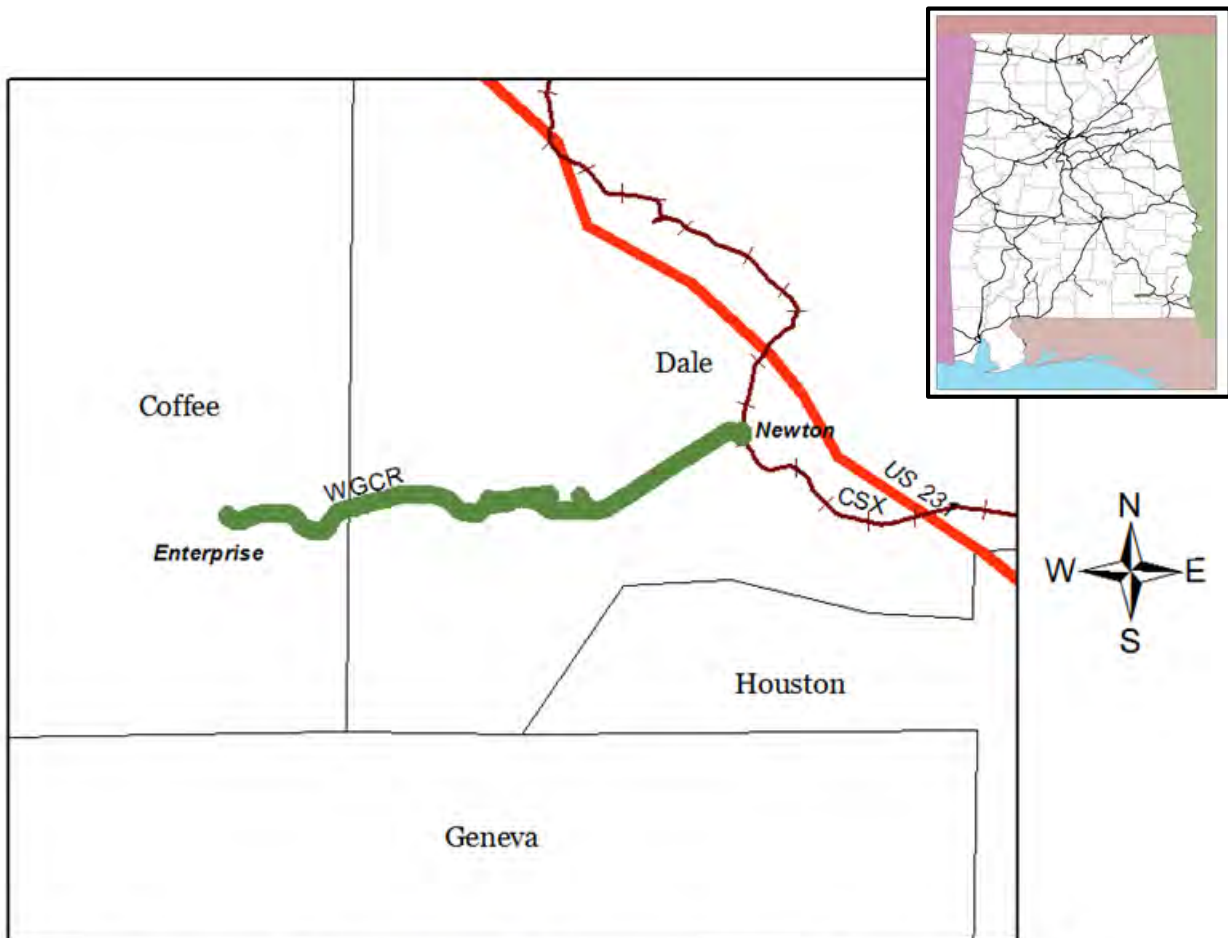 Dale
Coffee
Newton
WGCR
US 231
CSX
Enterprise
N
W
E
S
Houston
Geneva